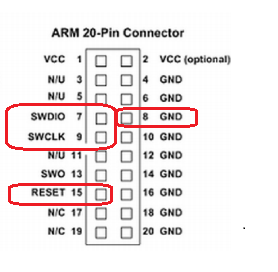 ARM 20-Pin Connector
VCC 1 2 VCC (optional)
N/U 3 4 GND
N/U 5 6 GND
SWDIO 7 8 GND
SWCLK 9 10 GND
N/U 11 12 GND
SWO 13 14 GND
RESET 15 16 GND
N/C 17 18 GND
N/C 19 20 GND
.